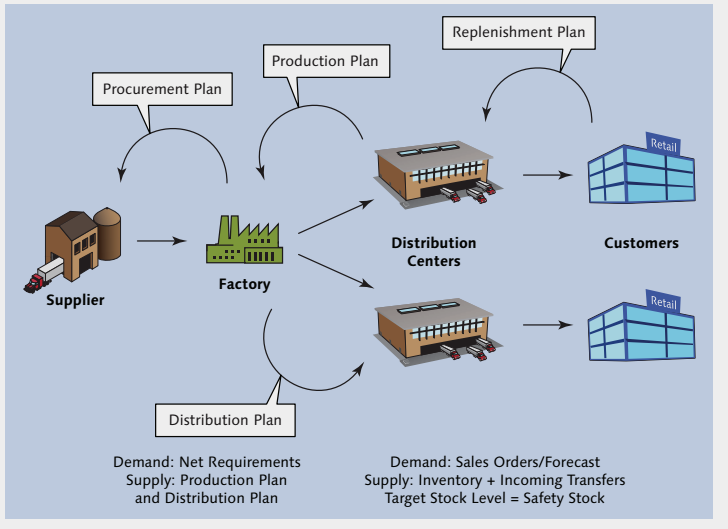 Replenishment Plan
Production Plan
Procurement Plan
Retail
Distribution
Centers
Customers
Factory
Supplier
Retail
Distribution Plan
Demand: Net Requirements
Supply: Production Plan
and Distribution Plan
Demand: Sales Orders/Forecast
Supply: Inventory + Incoming Transfers
Target Stock Level = Safety Stock